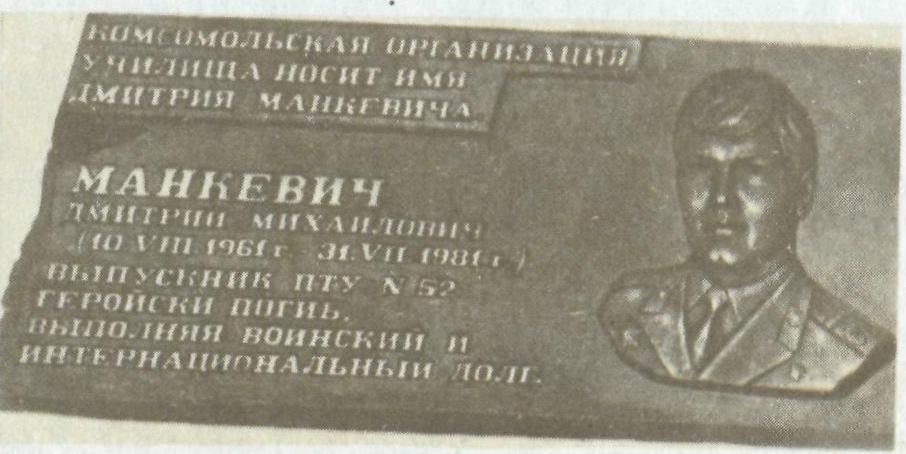 КОМСОМОЛЬСКАЯ ОРГАНИЗАЦИЯ
УЧИЛИЩА НОСИТ ИМЯ
ДМИТРИЯ МАНКЕВИЧА
МАНКЕВИЧ
ДМИТРИЙ МИХАЙЛОВИЧ
(10.VIII.1961 г. 31.VII.1981 г.)
ВЫПУСКНИК ПТУ N 52
ГЕРОЙСКИ ПОГИБ,
ВЫПОЛНЯЯ ВОИНСКИЙ И
ИНТЕРНАЦИОНАЛЬНЫЙ ДОЛГ.